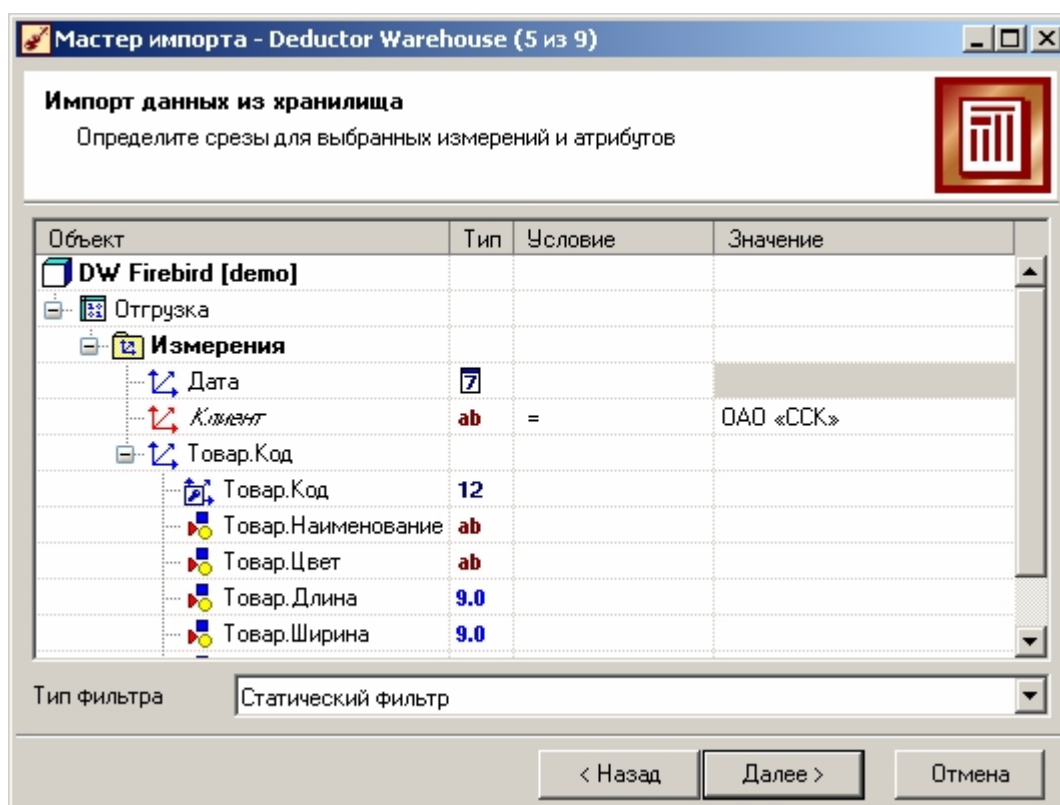 Мастер импорта - Deductor Warehouse (5 из 9)
Импорт данных из хранилища
Определите срезы для выбранных измерений и атрибутов
Объект Тип Условие Значение
DW Firebird [demo]
Отгрузка
Измерения
Дата 7
Клиент ab = ОАО «ССК»
Товар.Код
Товар.Код 12
Товар.Наименование ab
Товар.Цвет ab
Товар.Длина 9.0
Товар.Ширина 9.0
Тип фильтра Статический фильтр
< Назад Далее > Отмена